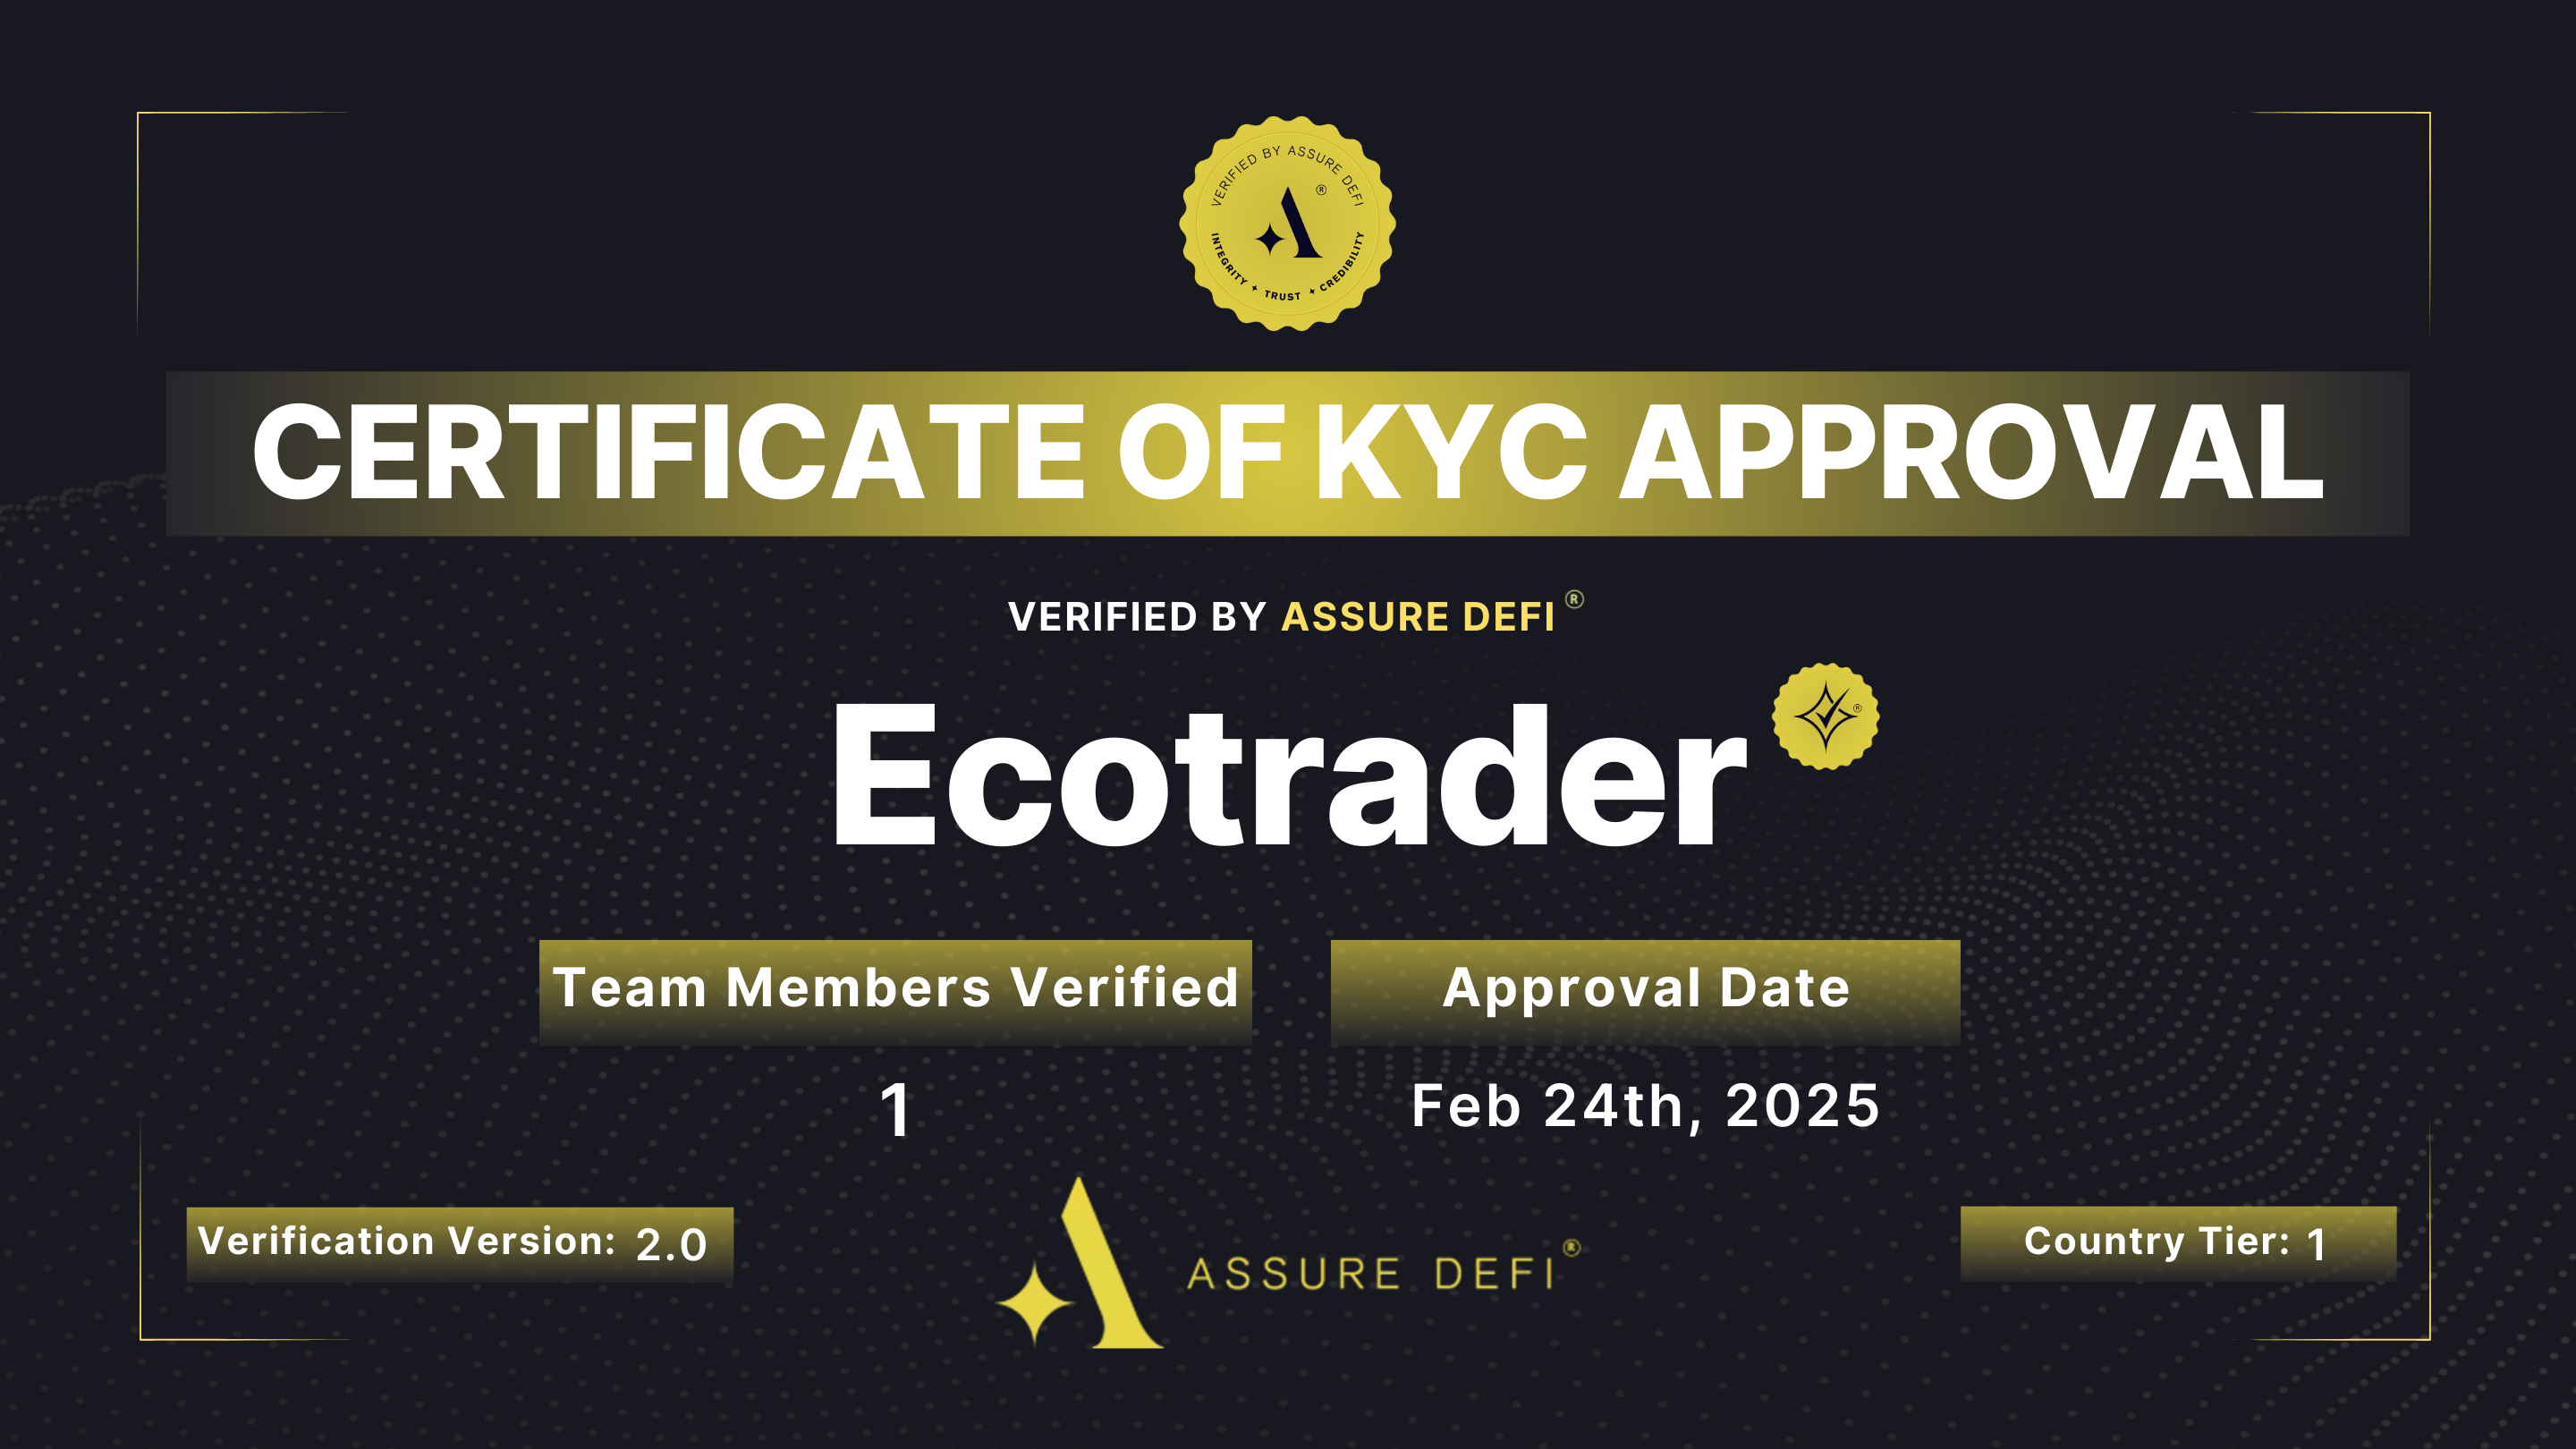 VERIFIED BY ASSURE DEFI
A ®
INTEGRITY ✦ TRUST ✦ CREDIBILITY
CERTIFICATE OF KYC APPROVAL
VERIFIED BY ASSURE DEFI ®
Ecotrader
®
Team Members Verified
1
Approval Date
Feb 24th, 2025
Verification Version: 2.0
A ASSURE DEFI ®
Country Tier: 1